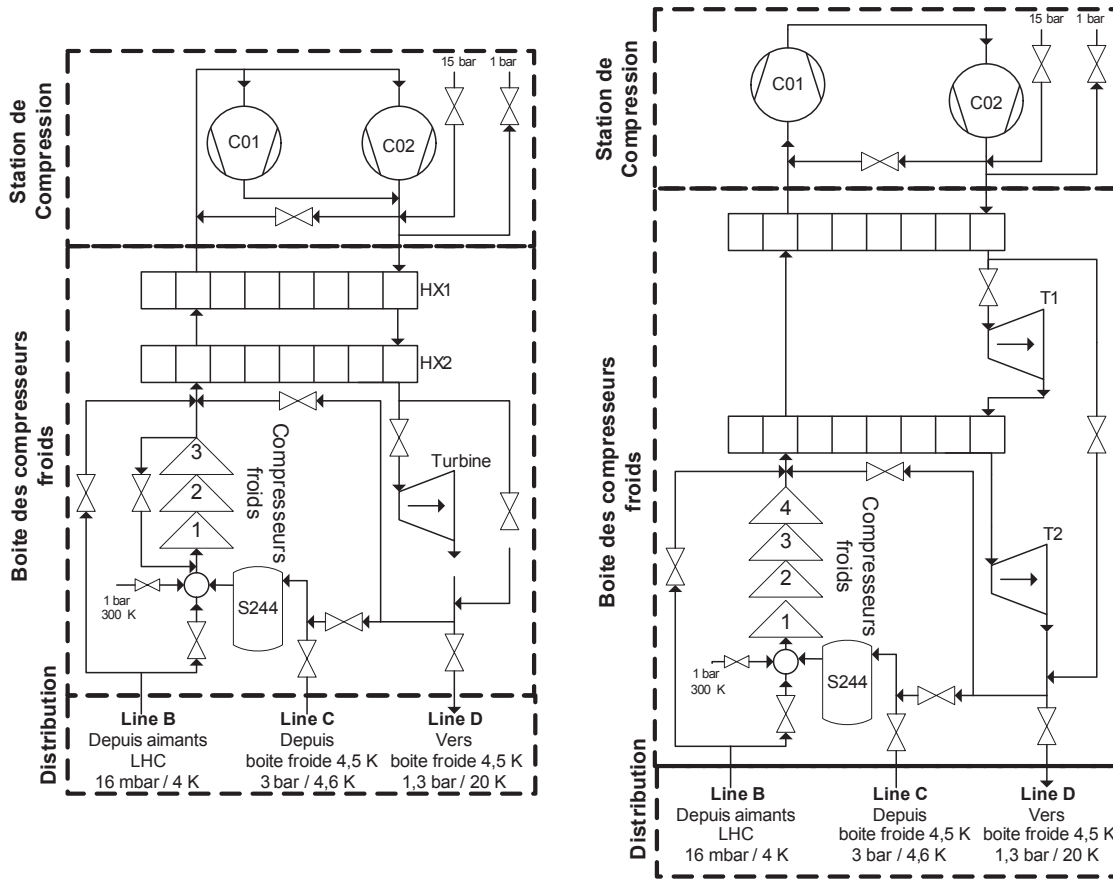 Station de
Compression
15 bar
1 bar
C01
C02
Boite des compresseurs
froids
HX1
HX2
3
2
1
Compresseurs
froids
Turbine
1 bar
300 K
S244
Distribution
Line B
Depuis aimants
LHC
16 mbar / 4 K
Line C
Depuis
boite froide 4,5 K
3 bar / 4,6 K
Line D
Vers
boite froide 4,5 K
1,3 bar / 20 K
Station de
Compression
15 bar
1 bar
C01
C02
Boite des compresseurs
froids
T1
4
3
2
1
Compresseurs
froids
T2
1 bar
300 K
S244
Distribution
Line B
Depuis aimants
LHC
16 mbar / 4 K
Line C
Depuis
boite froide 4,5 K
3 bar / 4,6 K
Line D
Vers
boite froide 4,5 K
1,3 bar / 20 K